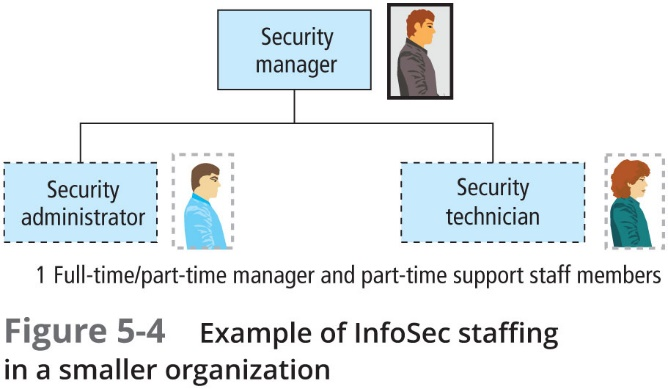 Security
manager
Security
administrator
Security
technician
1 Full-time/part-time manager and part-time support staff members
Figure 5-4 Example of InfoSec staffing
in a smaller organization